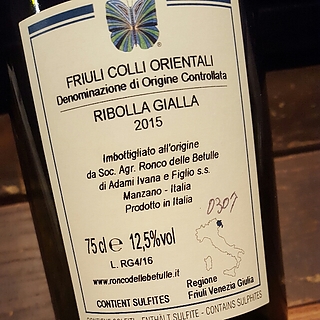 ®
FRIULI COLLI ORIENTALI
Denominazione di Origine Controllata
RIBOLLA GIALLA
2015
Imbottigliato all'origine
da Soc. Agr. Ronco delle Betulle
di Adami Ivana e Figlio s.s.
Manzano - Italia
Prodotto in Italia
0307
75 cl e 12,5%vol
L. RG4/16
www.roncodellebetulle.it
Regione
Friuli Venezia Giulia
CONTIENT SULFITES
ENTHÄLT SULFITE - CONTAINS SULPHITES